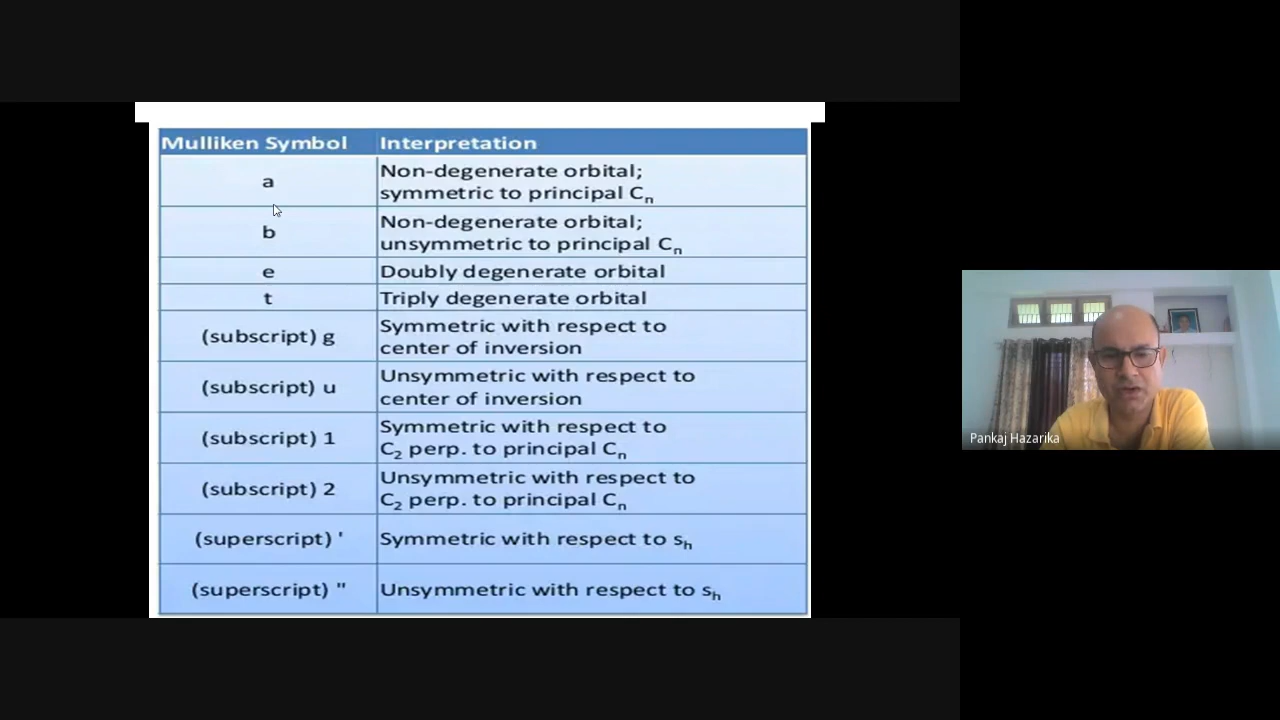 Mulliken Symbol Interpretation
a Non-degenerate orbital;
symmetric to principal Cₙ
b Non-degenerate orbital;
unsymmetric to principal Cₙ
e Doubly degenerate orbital
t Triply degenerate orbital
(subscript) g Symmetric with respect to
center of inversion
(subscript) u Unsymmetric with respect to
center of inversion
(subscript) 1 Symmetric with respect to
C₂ perp. to principal Cₙ
(subscript) 2 Unsymmetric with respect to
C₂ perp. to principal Cₙ
(superscript) ' Symmetric with respect to sₕ
(superscript) " Unsymmetric with respect to sₕ
Pankaj Hazarika